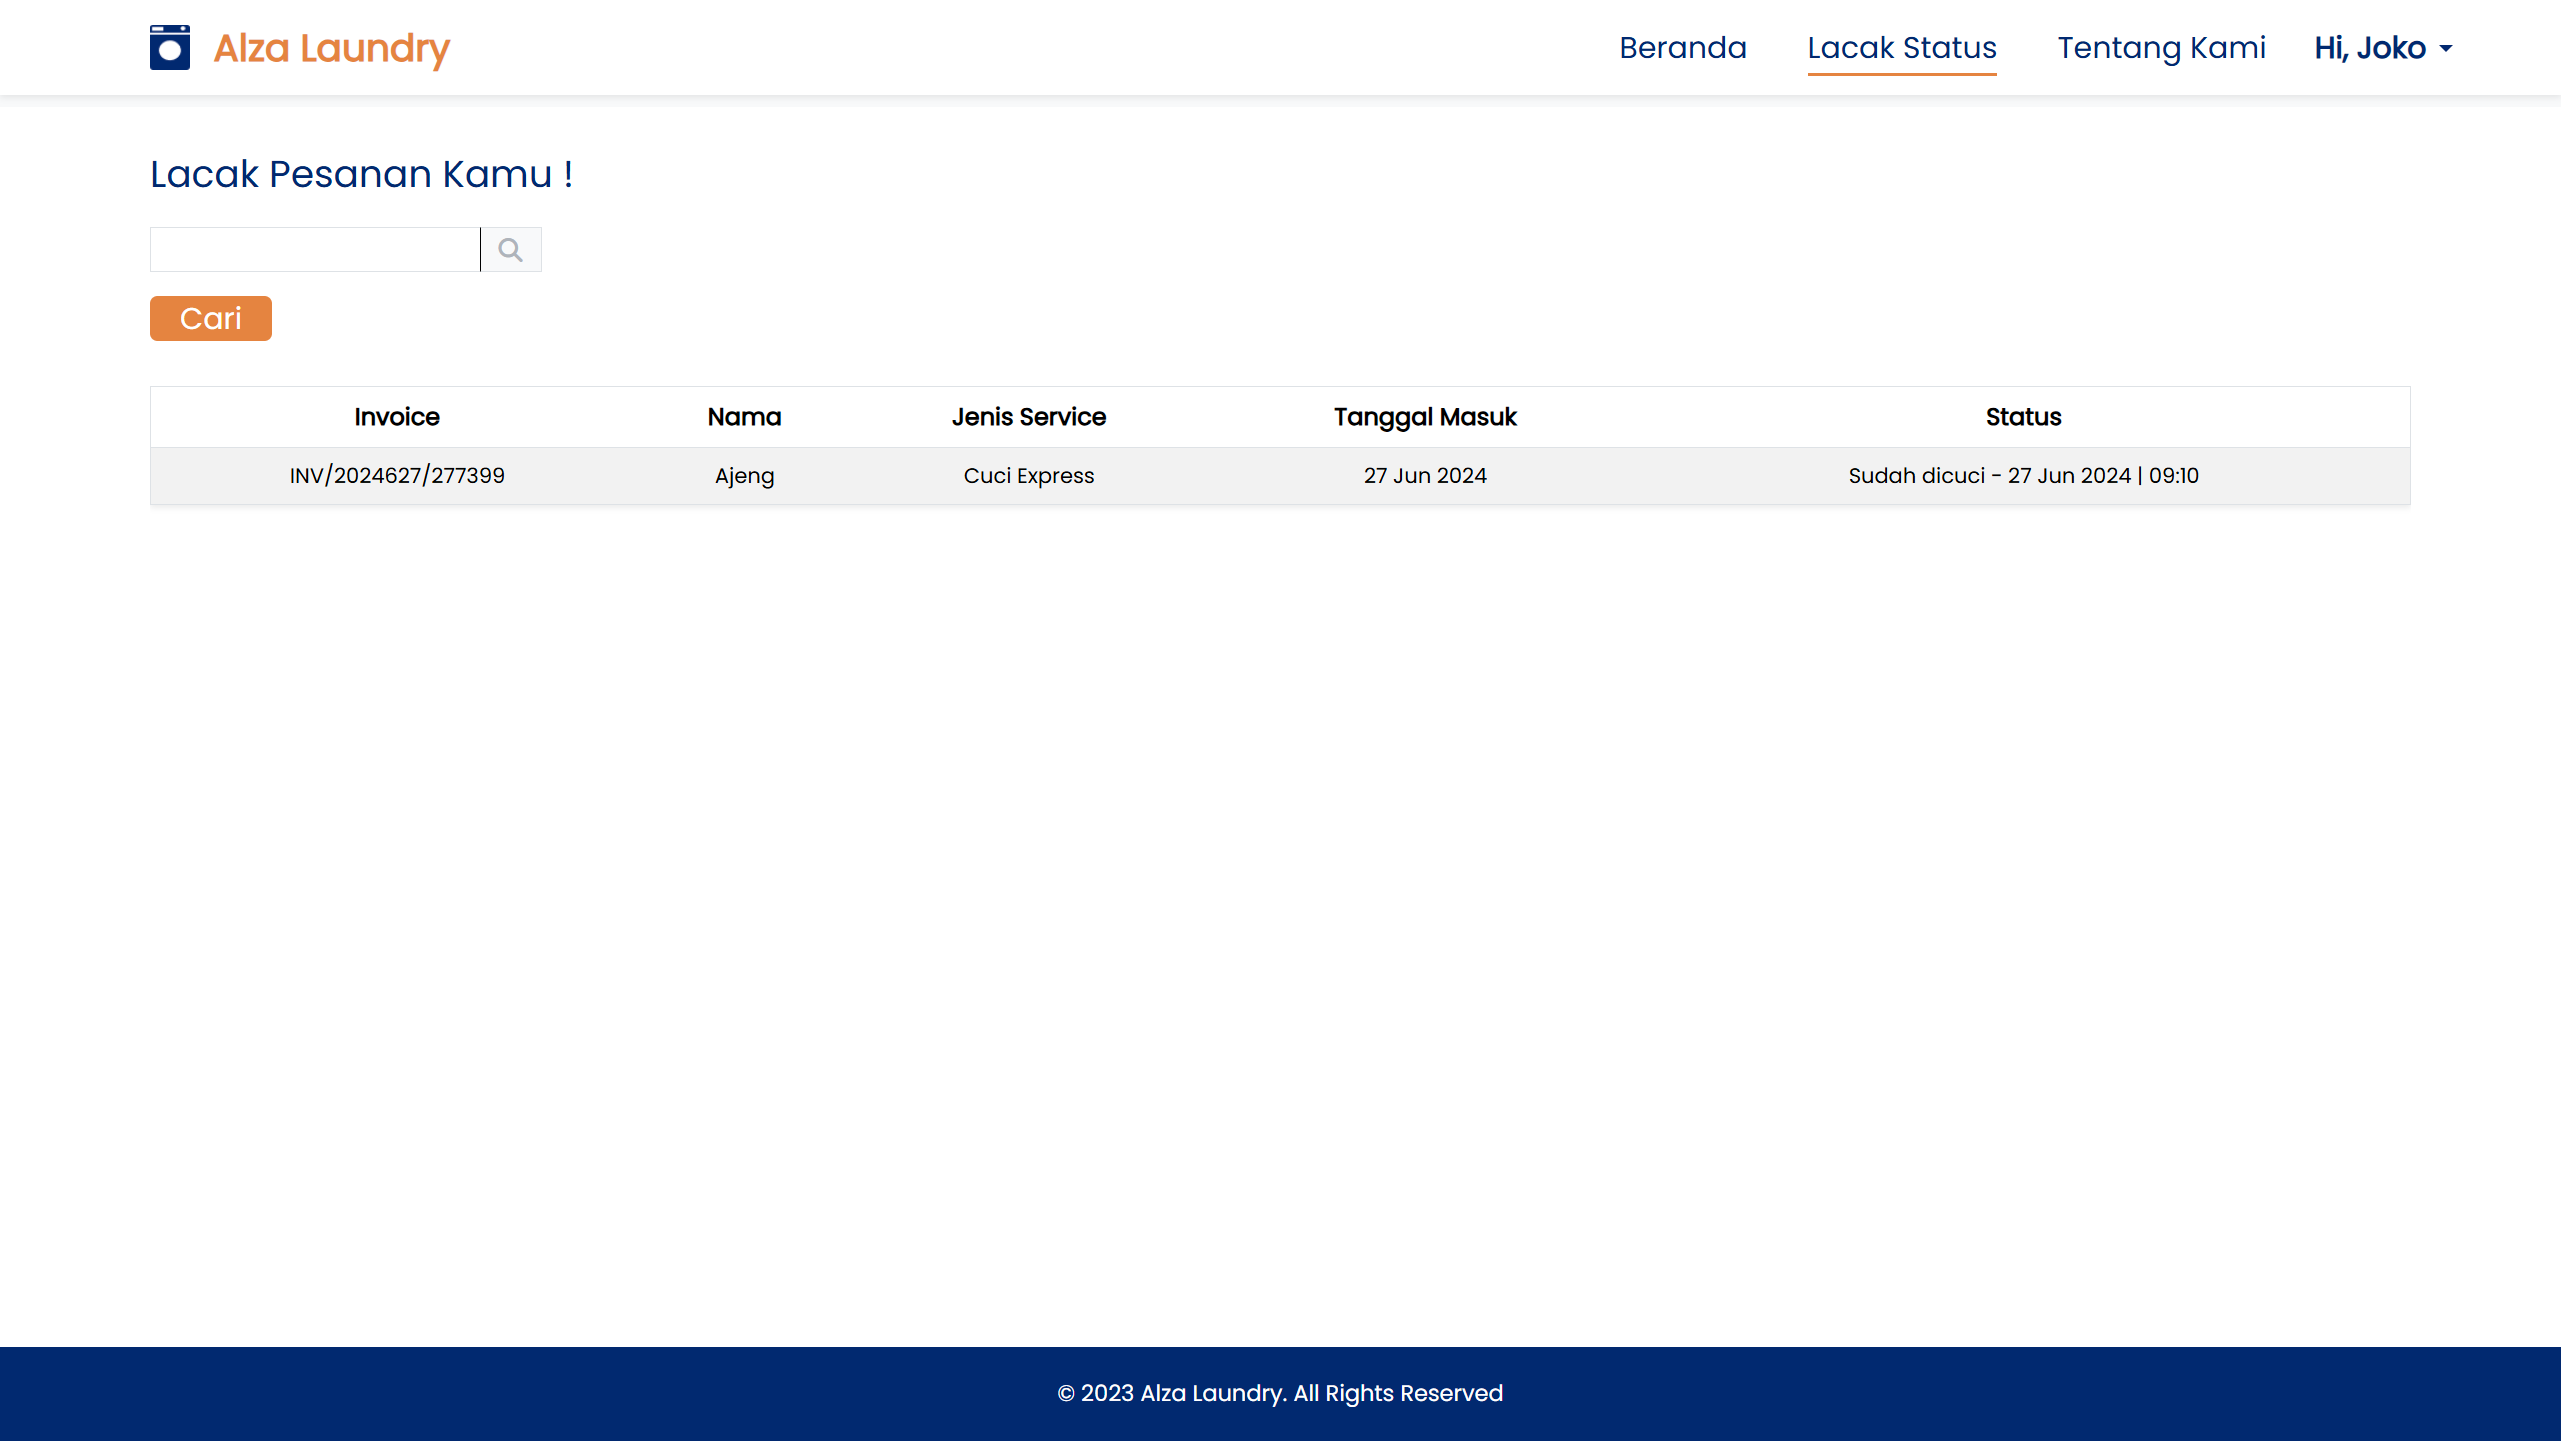 Alza Laundry
Beranda Lacak Status Tentang Kami Hi, Joko
Lacak Pesanan Kamu !
Cari
Invoice Nama Jenis Service Tanggal Masuk Status
INV/2024627/277399 Ajeng Cuci Express 27 Jun 2024 Sudah dicuci - 27 Jun 2024 | 09:10
© 2023 Alza Laundry. All Rights Reserved